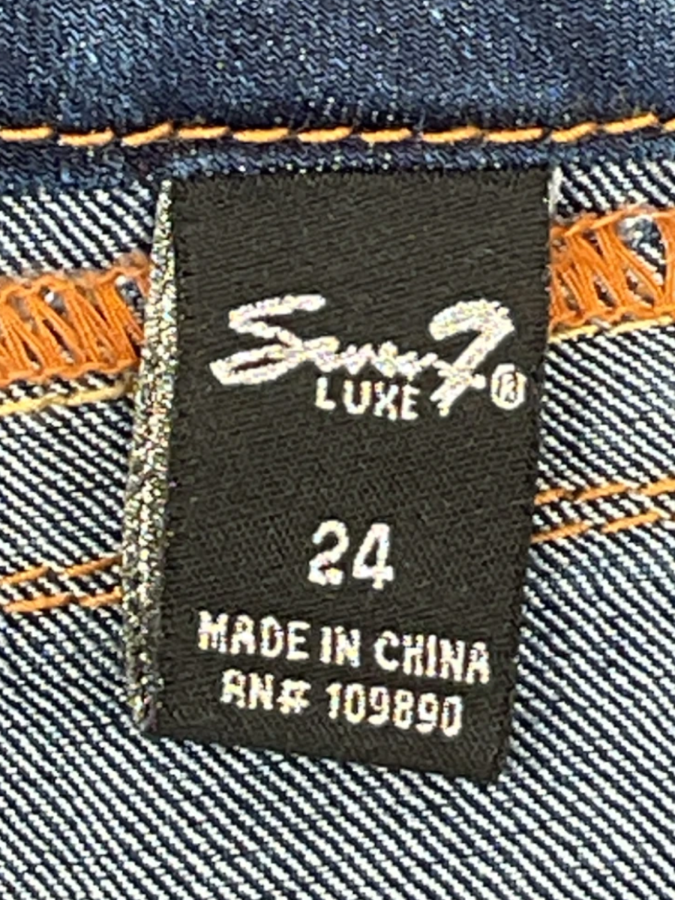 Seven7®
LUXE
24
MADE IN CHINA
RN# 109890